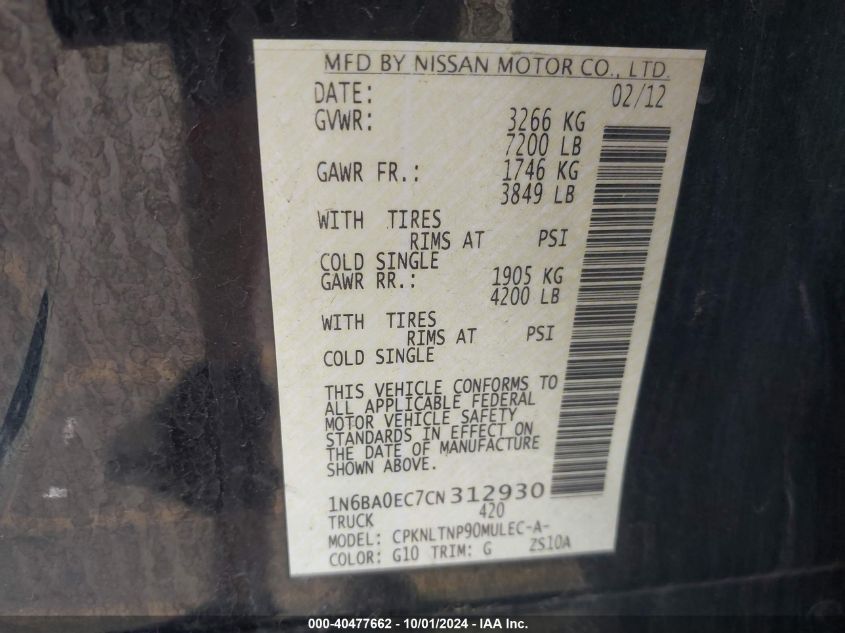 MFD BY NISSAN MOTOR CO., LTD.
DATE: 02/12
GVWR: 3266 KG
7200 LB
GAWR FR.: 1746 KG
3849 LB
WITH TIRES
RIMS AT PSI
COLD SINGLE
GAWR RR.: 1905 KG
4200 LB
WITH TIRES
RIMS AT PSI
COLD SINGLE
THIS VEHICLE CONFORMS TO
ALL APPLICABLE FEDERAL
MOTOR VEHICLE SAFETY
STANDARDS IN EFFECT ON
THE DATE OF MANUFACTURE
SHOWN ABOVE.
1N6BA0EC7CN312930
TRUCK 420
MODEL: CPKNLTNP90MULEC-A-
COLOR: G10 TRIM: G ZS10A
000-40477662 - 10/01/2024 - IAA Inc.